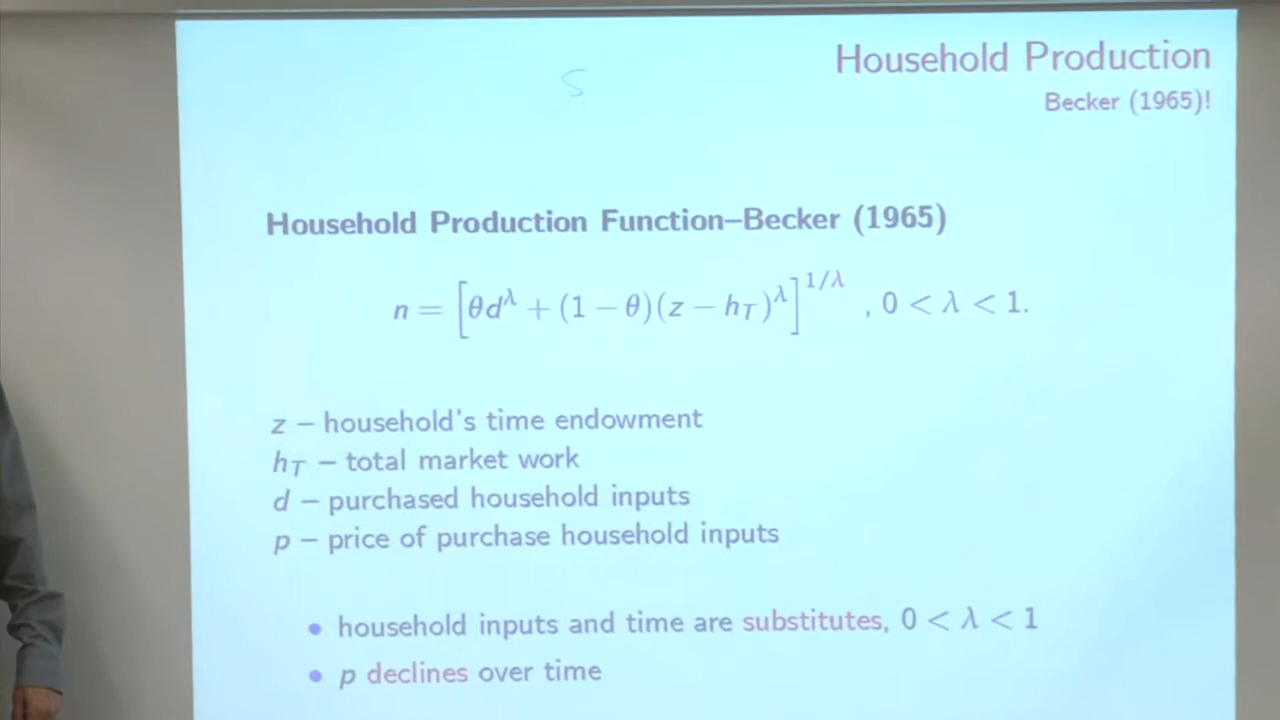 Household Production
Becker (1965)!
S
Household Production Function–Becker (1965)
n = [θd^λ + (1 − θ)(z − h_T)^λ]^{1/λ} , 0 < λ < 1.
z – household's time endowment
h_T – total market work
d – purchased household inputs
p – price of purchase household inputs
• household inputs and time are substitutes, 0 < λ < 1
• p declines over time